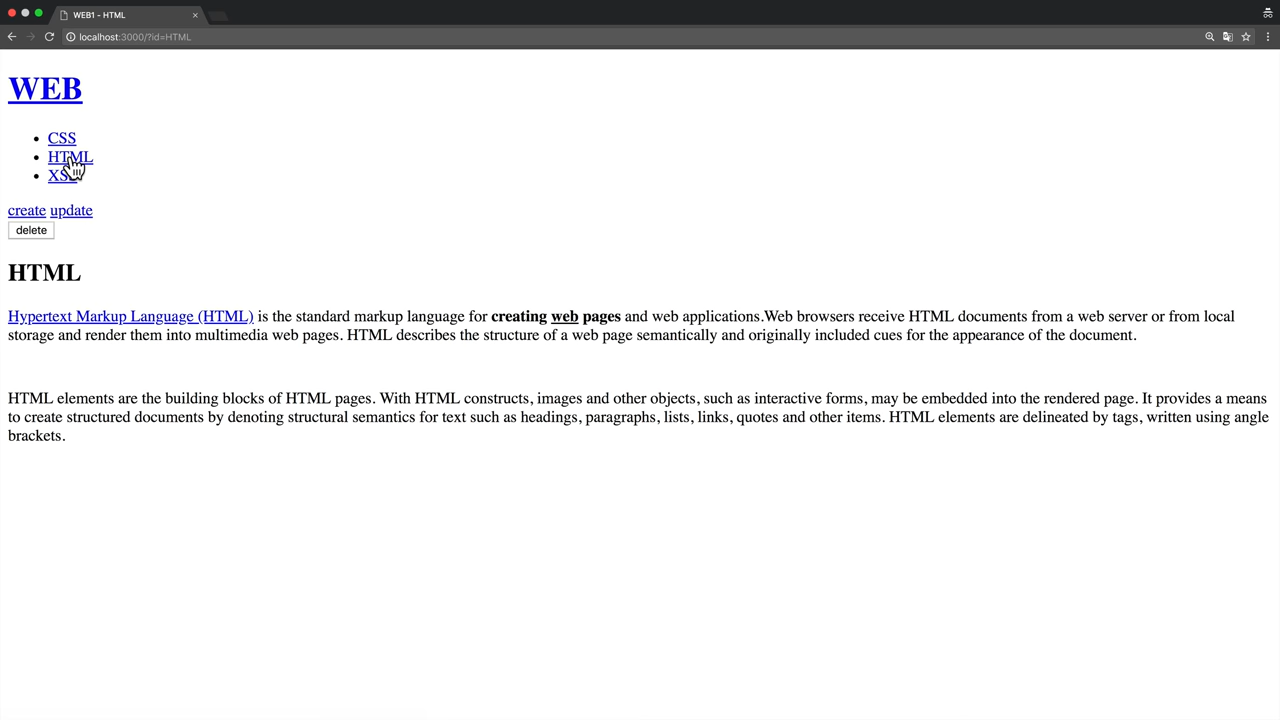 WEB1 - HTML
localhost:3000/?id=HTML
WEB
CSS
HTML
create update
delete
HTML
Hypertext Markup Language (HTML) is the standard markup language for creating web pages and web applications.Web browsers receive HTML documents from a web server or from local
storage and render them into multimedia web pages. HTML describes the structure of a web page semantically and originally included cues for the appearance of the document.
HTML elements are the building blocks of HTML pages. With HTML constructs, images and other objects, such as interactive forms, may be embedded into the rendered page. It provides a means
to create structured documents by denoting structural semantics for text such as headings, paragraphs, lists, links, quotes and other items. HTML elements are delineated by tags, written using angle
brackets.